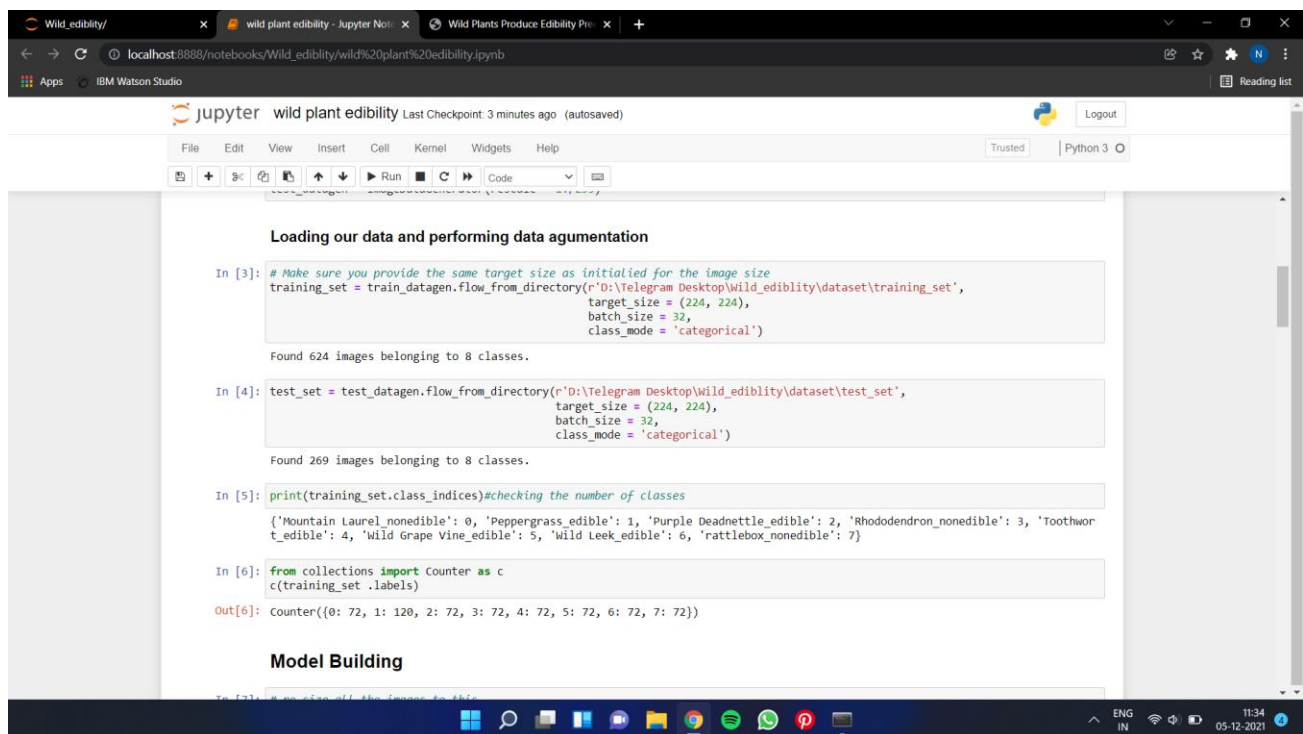 Wild_ediblity/
wild plant edibility - Jupyter Note
Wild Plants Produce Edibility Pre
localhost:8888/notebooks/Wild_ediblity/wild%20plant%20edibility.ipynb
Apps IBM Watson Studio
Reading list
jupyter wild plant edibility Last Checkpoint: 3 minutes ago (autosaved)
Logout
File Edit View Insert Cell Kernel Widgets Help
Trusted Python 3
Run Code
Loading our data and performing data agumentation
In [3]: # Make sure you provide the same target size as initialied for the image size
training_set = train_datagen.flow_from_directory(r'D:\Telegram Desktop\Wild_ediblity\dataset\training_set',
target_size = (224, 224),
batch_size = 32,
class_mode = 'categorical')
Found 624 images belonging to 8 classes.
In [4]: test_set = test_datagen.flow_from_directory(r'D:\Telegram Desktop\Wild_ediblity\dataset\test_set',
target_size = (224, 224),
batch_size = 32,
class_mode = 'categorical')
Found 269 images belonging to 8 classes.
In [5]: print(training_set.class_indices)#checking the number of classes
{'Mountain Laurel_nonedible': 0, 'Peppergrass_edible': 1, 'Purple Deadnettle_edible': 2, 'Rhododendron_nonedible': 3, 'Toothwor
t_edible': 4, 'Wild Grape Vine_edible': 5, 'Wild Leek_edible': 6, 'rattlebox_nonedible': 7}
In [6]: from collections import Counter as c
c(training_set .labels)
Out[6]: Counter({0: 72, 1: 120, 2: 72, 3: 72, 4: 72, 5: 72, 6: 72, 7: 72})
Model Building
ENG
IN
11:34
05-12-2021
4